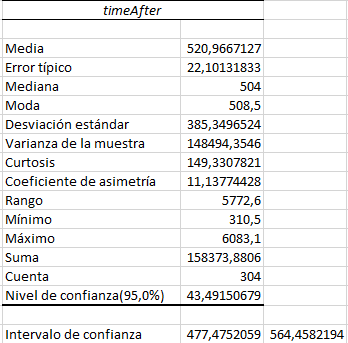 timeAfter
Media 520,9667127
Error típico 22,10131833
Mediana 504
Moda 508,5
Desviación estándar 385,3496524
Varianza de la muestra 148494,3546
Curtosis 149,3307821
Coeficiente de asimetría 11,13774428
Rango 5772,6
Mínimo 310,5
Máximo 6083,1
Suma 158373,8806
Cuenta 304
Nivel de confianza(95,0%) 43,49150679
Intervalo de confianza 477,4752059 564,4582194